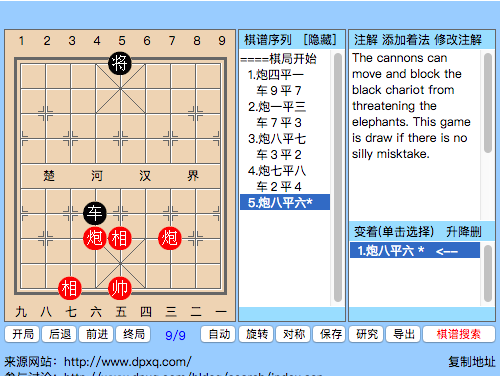 1 2 3 4 5 6 7 8 9
将
楚 河 汉 界
车
炮 相 炮
相 帅
九 八 七 六 五 四 三 二 一
棋谱序列 [隐藏]
====棋局开始
1.炮四平一
车９平７
2.炮一平三
车７平３
3.炮八平七
车３平２
4.炮七平八
车２平４
5.炮八平六*
注解 添加着法 修改注解
The cannons can
move and block the
black chariot from
threatening the
elephants. This game
is draw if there is no
silly misktake.
变着(单击选择) 升降删
1.炮八平六 * <--
开局 后退 前进 终局 9/9 自动 旋转 对称 保存 研究 导出 棋谱搜索
来源网站: http://www.dpxq.com/ 复制地址